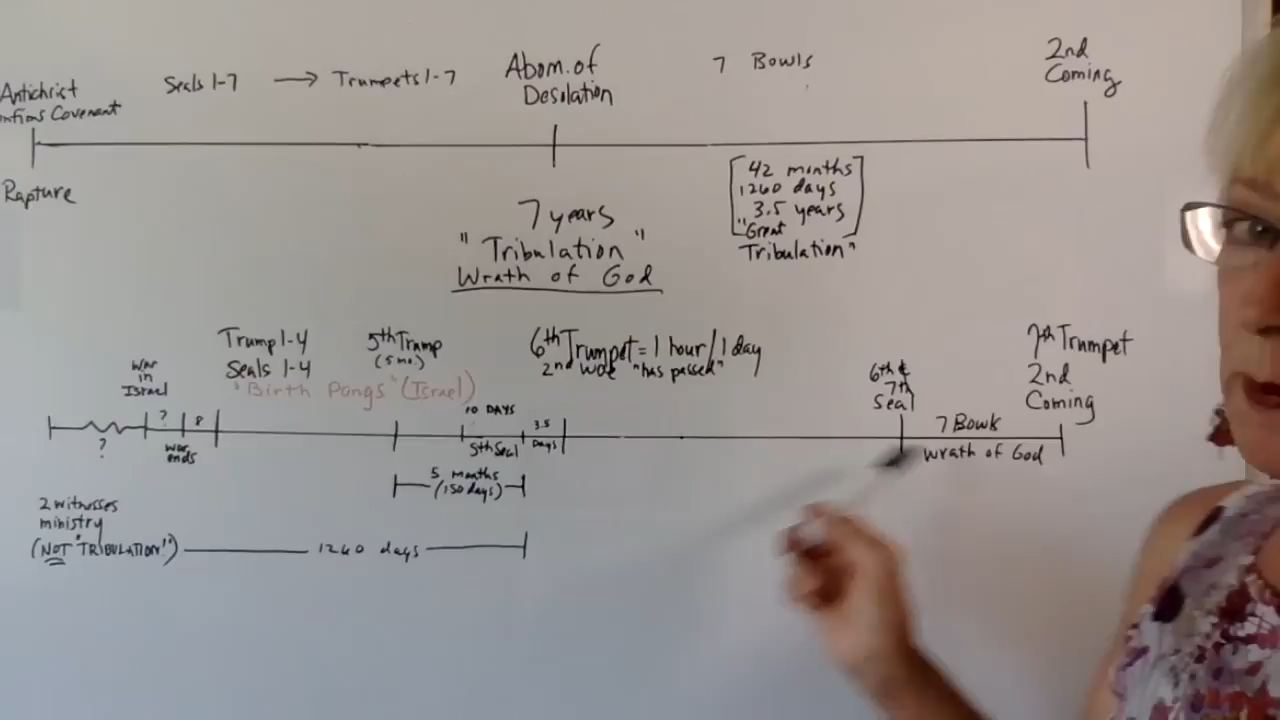 Antichrist
nfirms Covenant
Seals 1-7 → Trumpets 1-7
Abom. of
Desolation
7 Bowls
2nd
Coming
Rapture
7 years
"Tribulation"
Wrath of God
42 months
1260 days
3.5 years
"Great
Tribulation"
War
in
Israel
Trump 1-4
Seals 1-4
"Birth Pangs" (Israel)
5th Trump
(5 mo.)
6th Trumpet = 1 hour/1 day
2nd woe "has passed"
6th &
7th
Seal
7th Trumpet
2nd
Coming
?
?
8
war
ends
10 DAYS
5th Seal
3.5
Days
7 Bowls
Wrath of God
5 months
(150 days)
2 witnesses
ministry
(NOT "TRIBULATION!")
1260 days